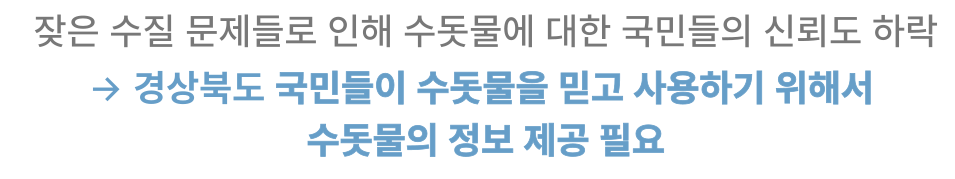 잦은 수질 문제들로 인해 수돗물에 대한 국민들의 신뢰도 하락
→ 경상북도 국민들이 수돗물을 믿고 사용하기 위해서
수돗물의 정보 제공 필요